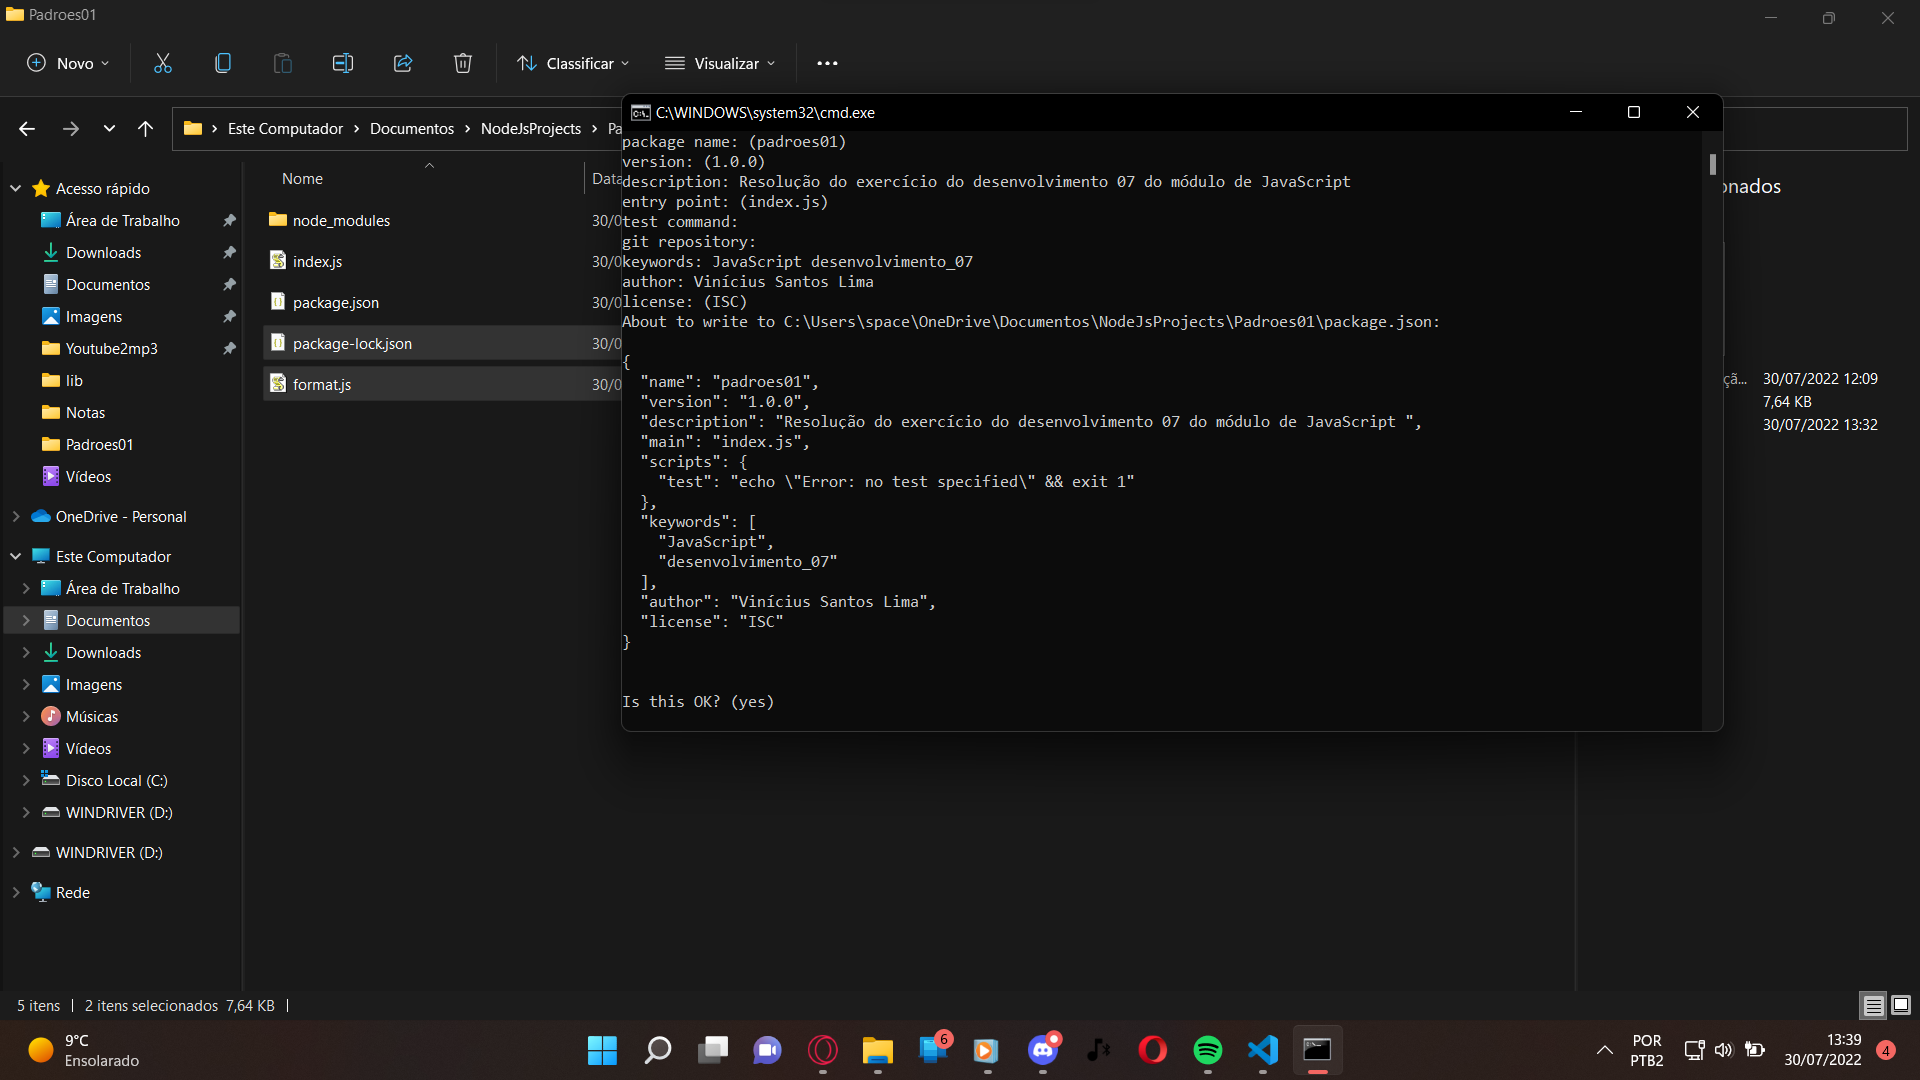 Padroes01
Novo
Classificar
Visualizar
Este Computador > Documentos > NodeJsProjects > Pa
C:\WINDOWS\system32\cmd.exe
Acesso rápido
Área de Trabalho
Downloads
Documentos
Imagens
Youtube2mp3
lib
Notas
Padroes01
Vídeos
OneDrive - Personal
Este Computador
Área de Trabalho
Documentos
Downloads
Imagens
Músicas
Vídeos
Disco Local (C:)
WINDRIVER (D:)
WINDRIVER (D:)
Rede
Nome Data
node_modules 30/0
index.js 30/0
package.json 30/0
package-lock.json 30/0
format.js 30/0
package name: (padroes01)
version: (1.0.0)
description: Resolução do exercício do desenvolvimento 07 do módulo de JavaScript
entry point: (index.js)
test command:
git repository:
keywords: JavaScript desenvolvimento_07
author: Vinícius Santos Lima
license: (ISC)
About to write to C:\Users\space\OneDrive\Documentos\NodeJsProjects\Padroes01\package.json:
{
"name": "padroes01",
"version": "1.0.0",
"description": "Resolução do exercício do desenvolvimento 07 do módulo de JavaScript ",
"main": "index.js",
"scripts": {
"test": "echo \"Error: no test specified\" && exit 1"
},
"keywords": [
"JavaScript",
"desenvolvimento_07"
],
"author": "Vinícius Santos Lima",
"license": "ISC"
}
Is this OK? (yes)
onados
çã... 30/07/2022 12:09
7,64 KB
30/07/2022 13:32
5 itens | 2 itens selecionados 7,64 KB |
9°C
Ensolarado
6
POR
PTB2
13:39
30/07/2022
4